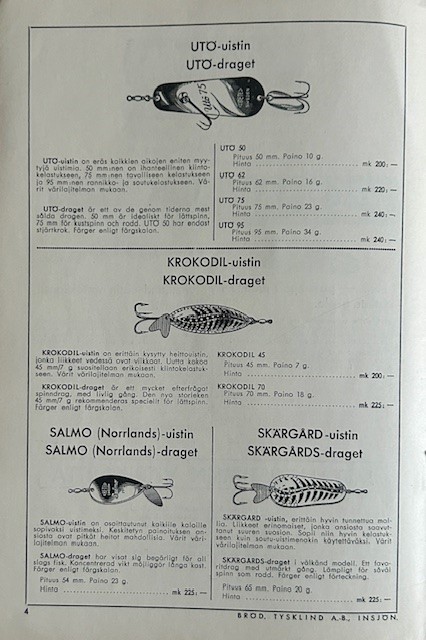 UTÖ-uistin
UTÖ-draget
Utö 75
UTÖ-uistin on eräs kaikkien aikojen eniten myy-
tyjä uistimia. 50 mm:nen on ihanteellinen kiinto-
kelastukseen, 75 mm:nen tavalliseen kelastukseen
ja 95 mm:nen rannikko- ja soutukelastukseen. Vä-
rit värilajitelman mukaan.
UTÖ-draget är ett av de genom tiderna mest
sålda dragen. 50 mm är idealiskt för lättspinn,
75 mm för kustspinn och rodd. UTÖ 50 har endast
stjärtkrok. Färger enligt färgskalan.
UTÖ 50
Pituus 50 mm. Paino 10 g.
Hinta mk 200:—
UTÖ 62
Pituus 62 mm. Paino 16 g.
Hinta mk 220:—
UTÖ 75
Pituus 75 mm. Paino 23 g.
Hinta mk 240:—
UTÖ 95
Pituus 95 mm. Paino 34 g.
Hinta mk 240:—
KROKODIL-uistin
KROKODIL-draget
KROKODIL-uistin on erittäin kysytty heittouistin,
jonka liikkeet vedessä ovat vilkkaat. Uutta kokoa
45 mm/7 g suositellaan erikoisesti kiintokelastuk-
seen. Värit värilajitelman mukaan.
KROKODIL-draget är ett mycket efterfrågat
spinndrag, med livlig gång. Den nya storleken
45 mm/7 g rekommenderas speciellt för lättspinn.
Färger enligt färgskalan.
KROKODIL 45
Pituus 45 mm. Paino 7 g.
Hinta mk 200:—
KROKODIL 70
Pituus 70 mm. Paino 18 g.
Hinta mk 225:—
SALMO (Norrlands)-uistin
SALMO (Norrlands)-draget
SALMO-uistin on osoittautunut kaikille kaloille
sopivaksi uistimeksi. Keskitetyn painoituksen an-
siosta ovat pitkät heitot mahdollisia. Värit väri-
lajitelman mukaan.
SALMO-draget har visat sig begärligt för all
slags fisk. Koncentrerad vikt möjliggör långa kast.
Färger enligt färgskalan.
Pituus 54 mm. Paino 23 g.
Hinta mk 225:—
SKÄRGÅRD-uistin
SKÄRGÅRDS-draget
SKÄRGÅRD -uistin, erittäin hyvin tunnettua mal-
lia. Liikkeet erinomaiset, jonka ansiosta saavut-
tanut suuren suosion. Sopii niin hyvin kelastuk-
seen kuin soutu-uistimenakin käytettäväksi. Värit
värilajitelman mukaan.
SKÄRGÅRDS-draget i välkänd modell. Ett favo-
ritdrag med utmärkt gång. Lämpligt för såväl
spinn som rodd. Färger enligt förteckning.
Pituus 65 mm. Paino 20 g.
Hinta mk 225:—
4
BRÖD. TYSKLIND A.-B., INSJÖN.